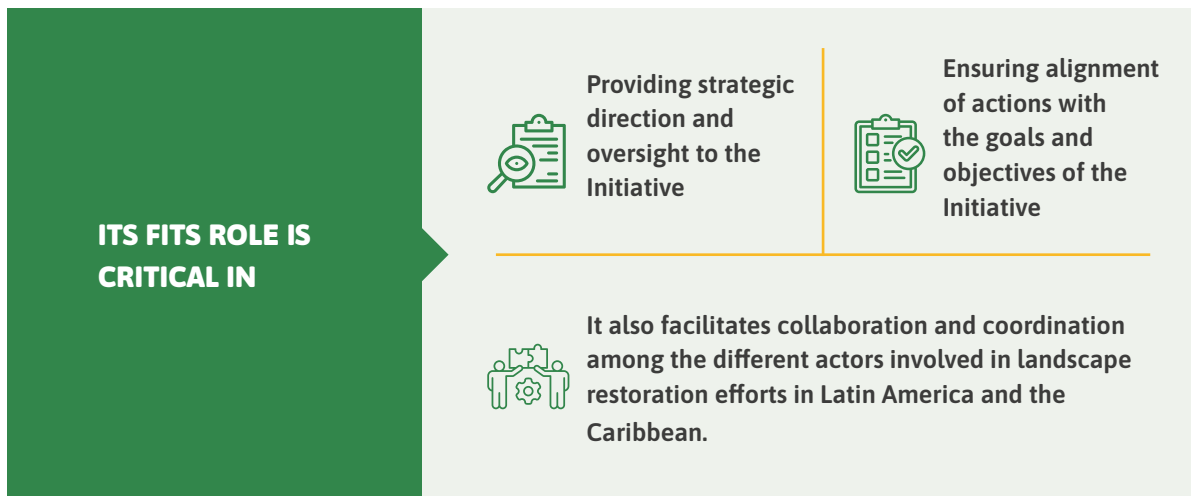 ITS FITS ROLE IS
CRITICAL IN
Providing strategic
direction and
oversight to the
Initiative
Ensuring alignment
of actions with
the goals and
objectives of the
Initiative
It also facilitates collaboration and coordination
among the different actors involved in landscape
restoration efforts in Latin America and the
Caribbean.